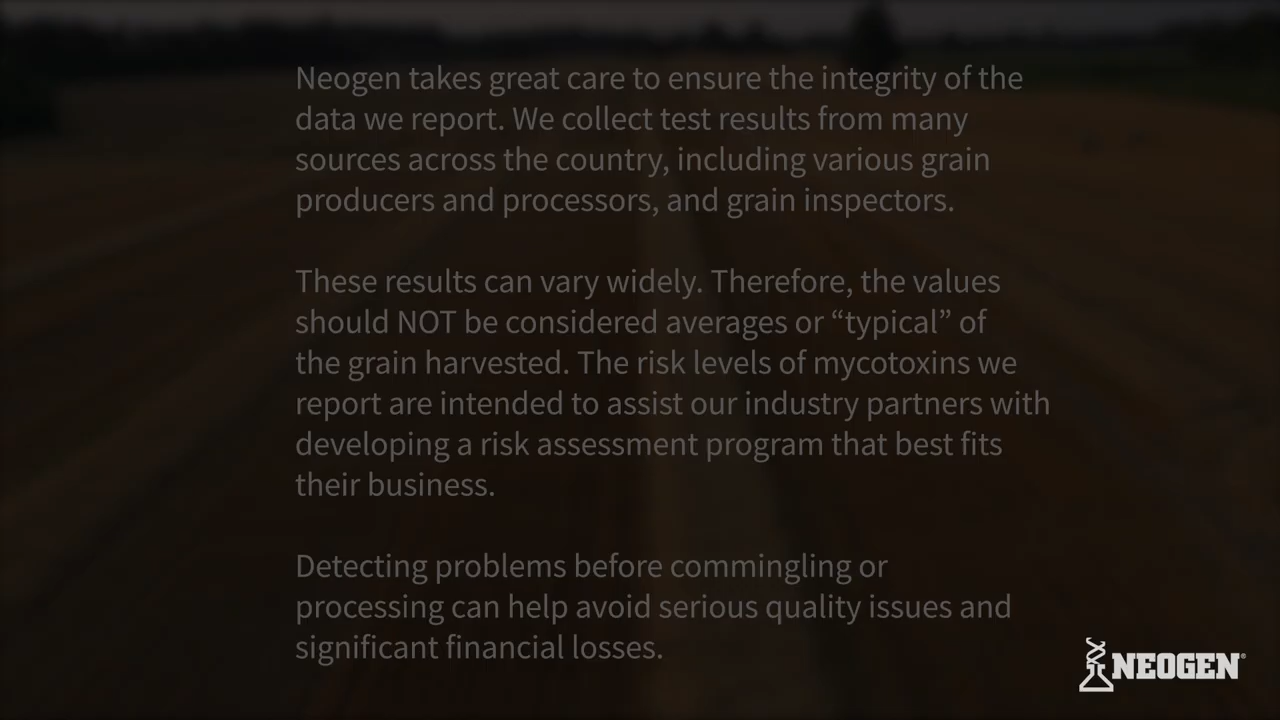 Neogen takes great care to ensure the integrity of the
data we report. We collect test results from many
sources across the country, including various grain
producers and processors, and grain inspectors.
These results can vary widely. Therefore, the values
should NOT be considered averages or “typical” of
the grain harvested. The risk levels of mycotoxins we
report are intended to assist our industry partners with
developing a risk assessment program that best fits
their business.
Detecting problems before commingling or
processing can help avoid serious quality issues and
significant financial losses.
NEOGEN®